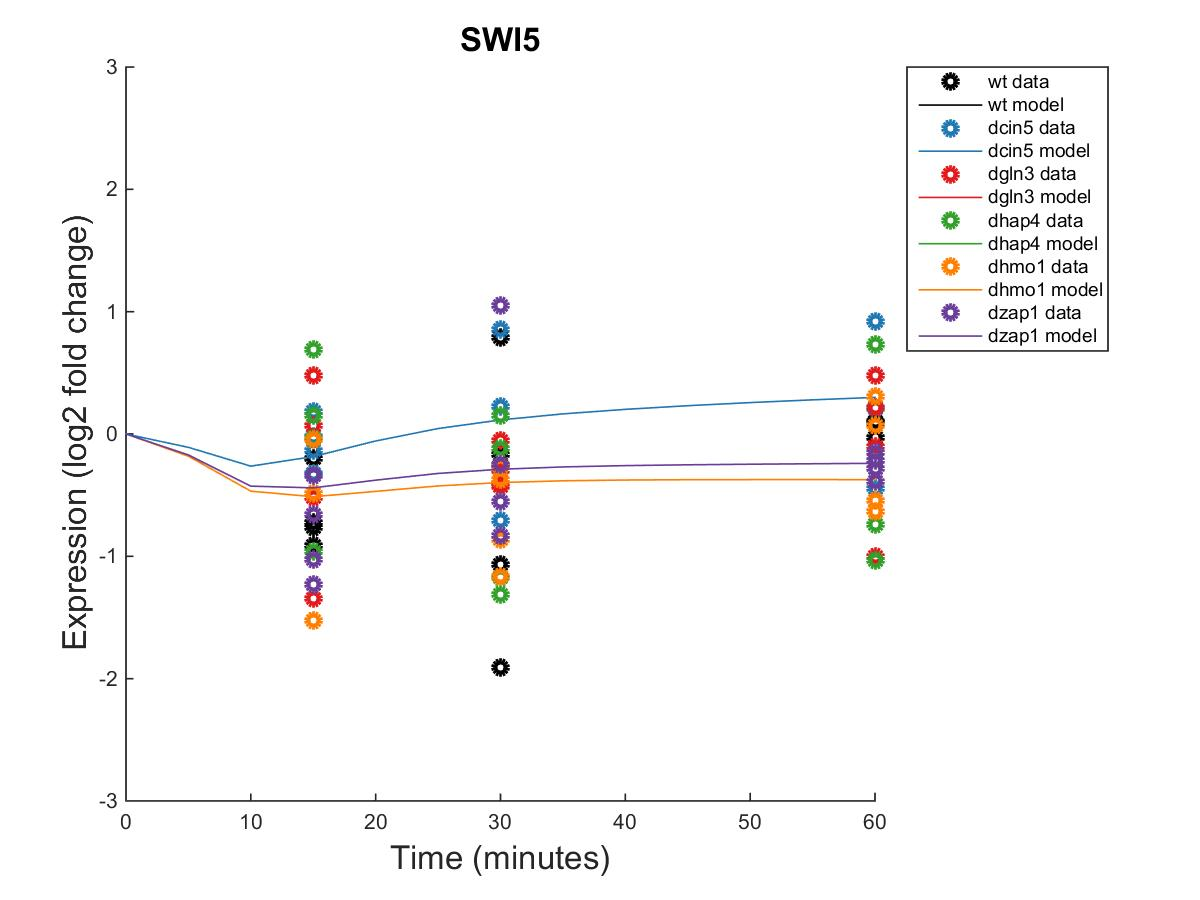 SWI5
3
2
1
0
-1
-2
-3
Expression (log2 fold change)
0 10 20 30 40 50 60
Time (minutes)
wt data
wt model
dcin5 data
dcin5 model
dgln3 data
dgln3 model
dhap4 data
dhap4 model
dhmo1 data
dhmo1 model
dzap1 data
dzap1 model